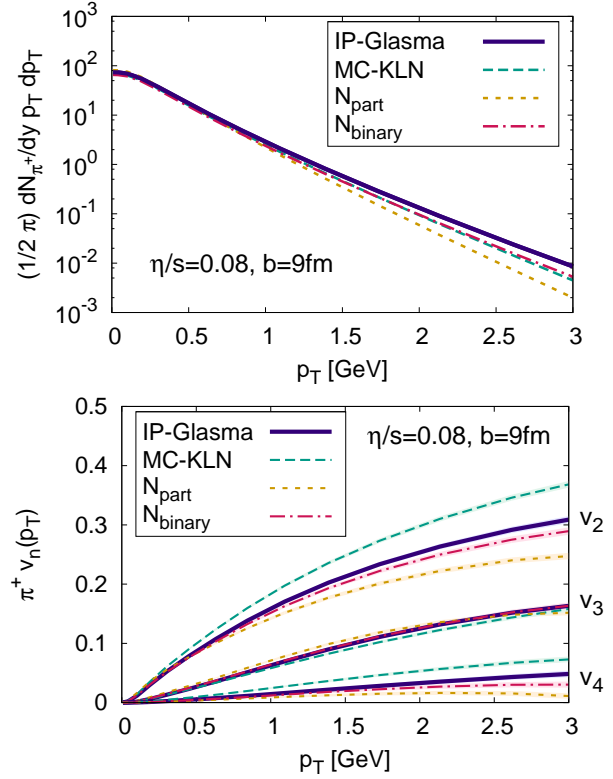 (1/2 π) dN_π+/dy p_T dp_T
10^3
10^2
10^1
10^0
10^-1
10^-2
10^-3
IP-Glasma
MC-KLN
N_part
N_binary
η/s=0.08, b=9fm
0 0.5 1 1.5 2 2.5 3
p_T [GeV]
π^+ v_n(p_T)
0.5
0.4
0.3
0.2
0.1
0
IP-Glasma
MC-KLN
N_part
N_binary
η/s=0.08, b=9fm
v_2
v_3
v_4
0 0.5 1 1.5 2 2.5 3
p_T [GeV]